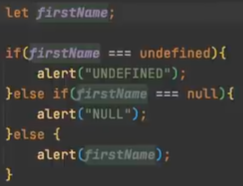 let firstName;
if(firstName === undefined){
alert("UNDEFINED");
}else if(firstName === null){
alert("NULL");
}else {
alert(firstName);
}